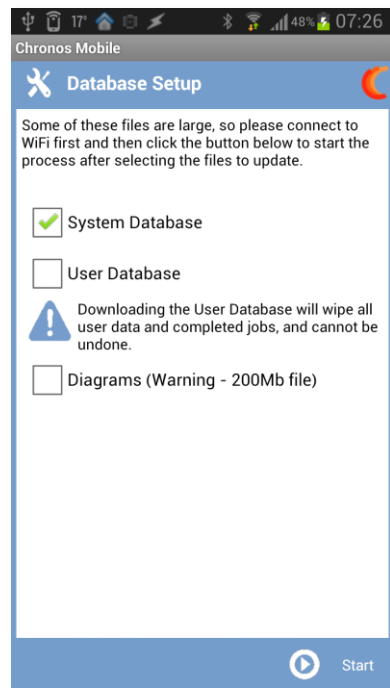 17° 48% 07:26
Chronos Mobile
Database Setup
Some of these files are large, so please connect to
WiFi first and then click the button below to start the
process after selecting the files to update.
System Database
User Database
Downloading the User Database will wipe all
user data and completed jobs, and cannot be
undone.
Diagrams (Warning - 200Mb file)
Start